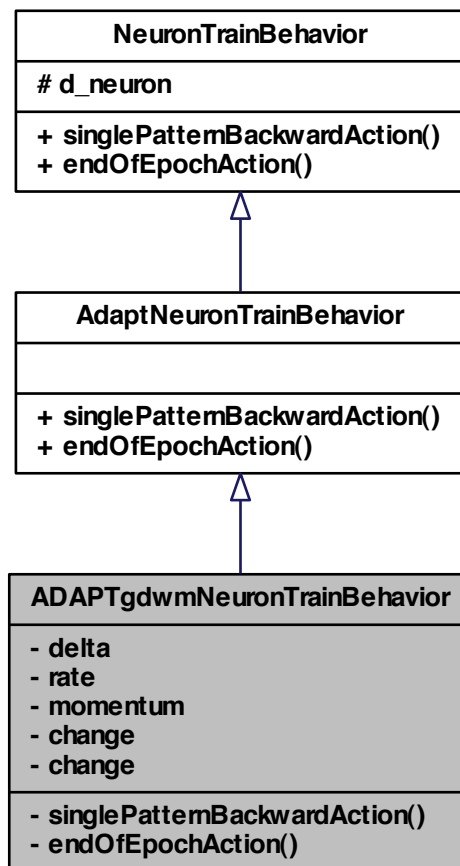 NeuronTrainBehavior
# d_neuron
+ singlePatternBackwardAction()
+ endOfEpochAction()
AdaptNeuronTrainBehavior
+ singlePatternBackwardAction()
+ endOfEpochAction()
ADAPTgdwmNeuronTrainBehavior
- delta
- rate
- momentum
- change
- change
- singlePatternBackwardAction()
- endOfEpochAction()